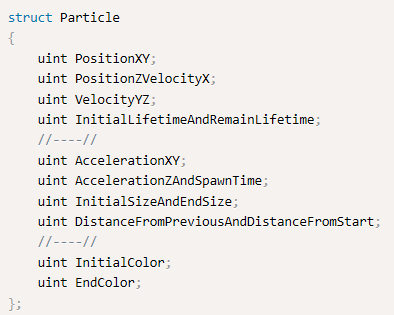 struct Particle
{
    uint PositionXY;
    uint PositionZVelocityX;
    uint VelocityYZ;
    uint InitialLifetimeAndRemainLifetime;
    //----//
    uint AccelerationXY;
    uint AccelerationZAndSpawnTime;
    uint InitialSizeAndEndSize;
    uint DistanceFromPreviousAndDistanceFromStart;
    //----//
    uint InitialColor;
    uint EndColor;
};